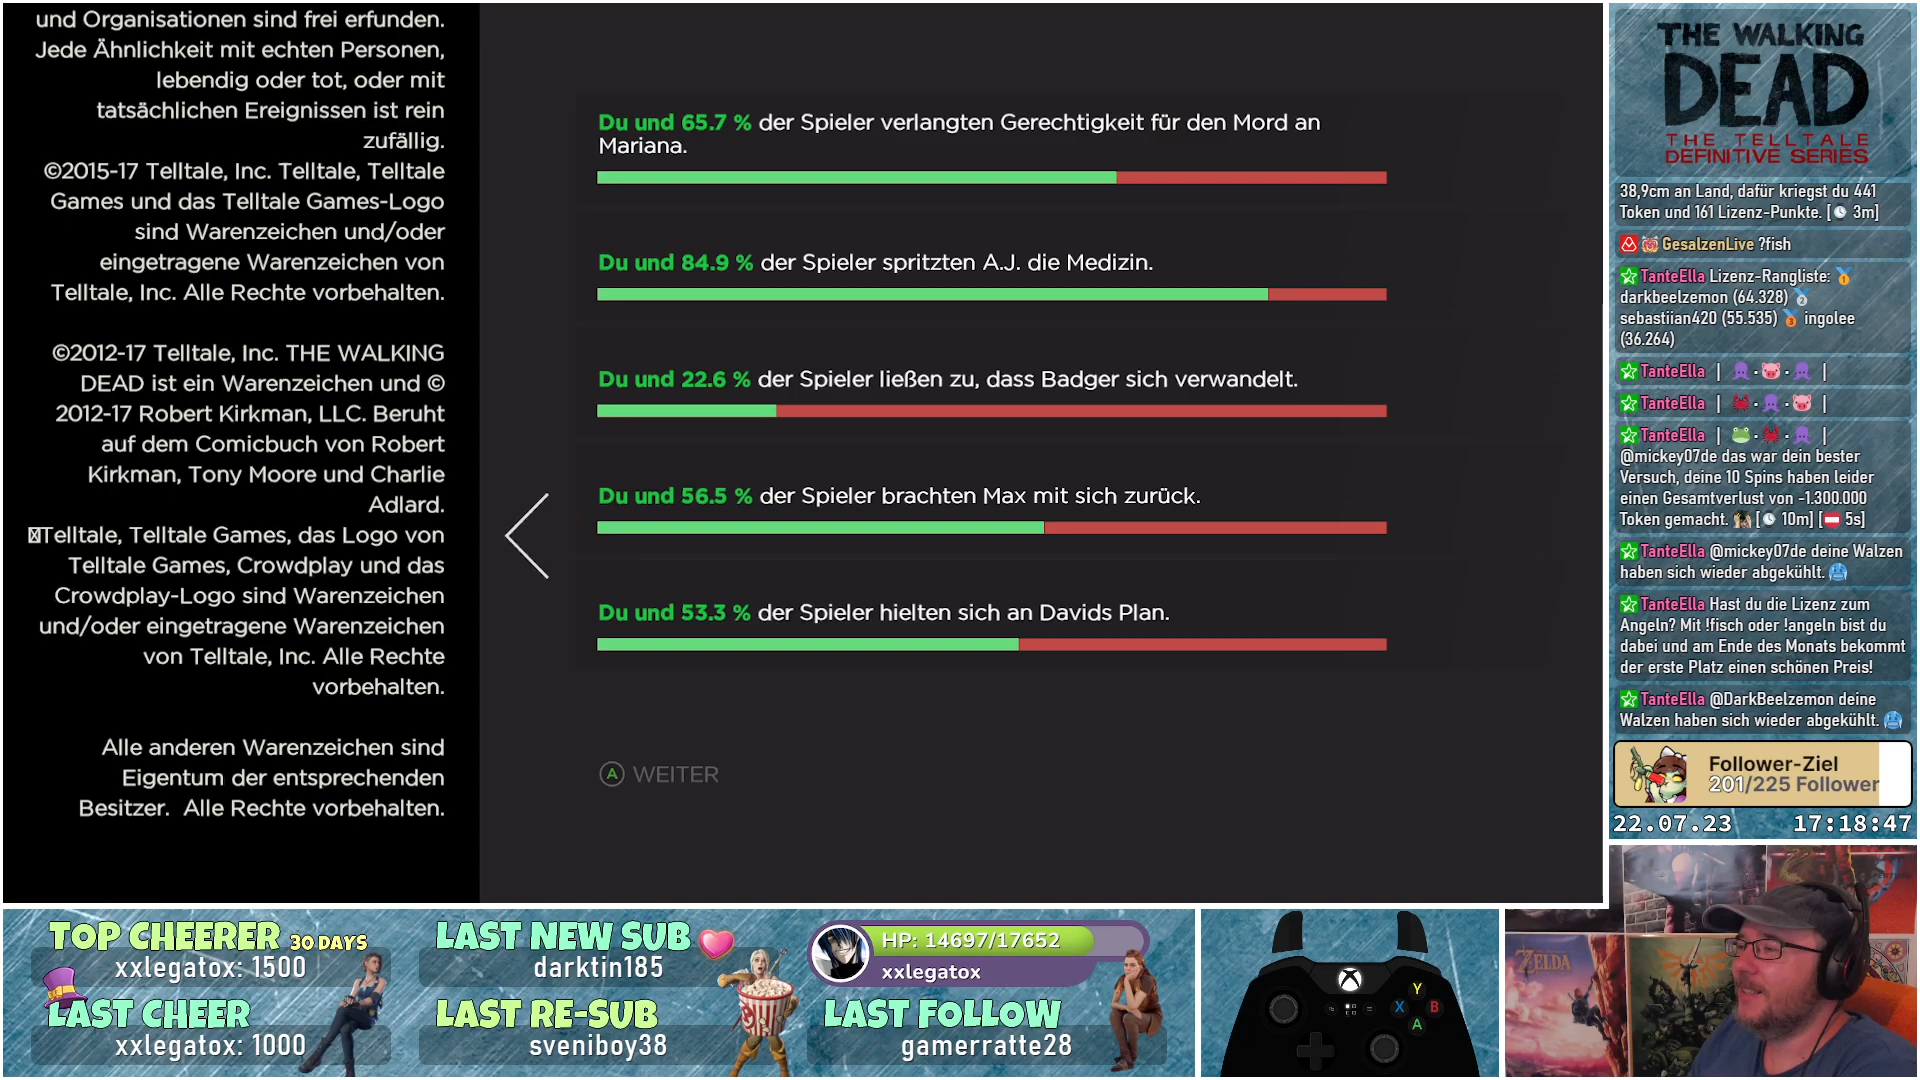 und Organisationen sind frei erfunden.
Jede Ähnlichkeit mit echten Personen,
lebendig oder tot, oder mit
tatsächlichen Ereignissen ist rein
zufällig.
©2015-17 Telltale, Inc. Telltale, Telltale
Games und das Telltale Games-Logo
sind Warenzeichen und/oder
eingetragene Warenzeichen von
Telltale, Inc. Alle Rechte vorbehalten.
©2012-17 Telltale, Inc. THE WALKING
DEAD ist ein Warenzeichen und ©
2012-17 Robert Kirkman, LLC. Beruht
auf dem Comicbuch von Robert
Kirkman, Tony Moore und Charlie
Adlard.
Telltale, Telltale Games, das Logo von
Telltale Games, Crowdplay und das
Crowdplay-Logo sind Warenzeichen
und/oder eingetragene Warenzeichen
von Telltale, Inc. Alle Rechte
vorbehalten.
Alle anderen Warenzeichen sind
Eigentum der entsprechenden
Besitzer. Alle Rechte vorbehalten.
Du und 65.7 % der Spieler verlangten Gerechtigkeit für den Mord an
Mariana.
Du und 84.9 % der Spieler spritzten A.J. die Medizin.
Du und 22.6 % der Spieler ließen zu, dass Badger sich verwandelt.
Du und 56.5 % der Spieler brachten Max mit sich zurück.
Du und 53.3 % der Spieler hielten sich an Davids Plan.
A WEITER
THE WALKING
DEAD
THE TELLTALE
DEFINITIVE SERIES
38,9cm an Land, dafür kriegst du 441
Token und 161 Lizenz-Punkte. [🕒 3m]
GesalzenLive ?fish
TanteElla Lizenz-Rangliste: 🥇
darkbeelzemon (64.328) 🥈
sebastiian420 (55.535) 🥉 ingolee
(36.264)
TanteElla | 🐙 · 🐷 · 🐙 |
TanteElla | 🦀 · 🐙 · 🐷 |
TanteElla | 🐸 · 🦀 · 🐙 |
@mickey07de das war dein bester
Versuch, deine 10 Spins haben leider
einen Gesamtverlust von -1.300.000
Token gemacht. [🕒 10m] [⛔ 5s]
TanteElla @mickey07de deine Walzen
haben sich wieder abgekühlt. 🥶
TanteElla Hast du die Lizenz zum
Angeln? Mit !fisch oder !angeln bist du
dabei und am Ende des Monats bekommt
der erste Platz einen schönen Preis!
TanteElla @DarkBeelzemon deine
Walzen haben sich wieder abgekühlt. 🥶
Follower-Ziel
201/225 Follower
22.07.23 17:18:47
TOP CHEERER 30 DAYS
xxlegatox: 1500
LAST CHEER
xxlegatox: 1000
LAST NEW SUB
darktin185
LAST RE-SUB
sveniboy38
HP: 14697/17652
xxlegatox
LAST FOLLOW
gamerratte28
Y
X
B
A
ZELDA